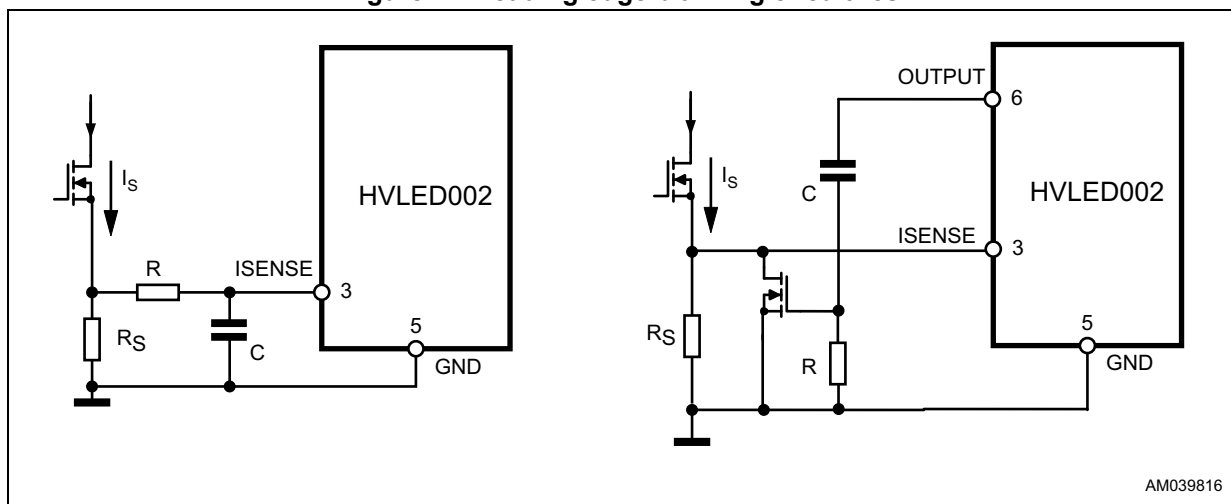 OUTPUT
6
I_S
HVLED002
R
ISENSE
3
R_S
C
5
GND
I_S
C
HVLED002
ISENSE
3
R_S
R
5
GND
AM039816